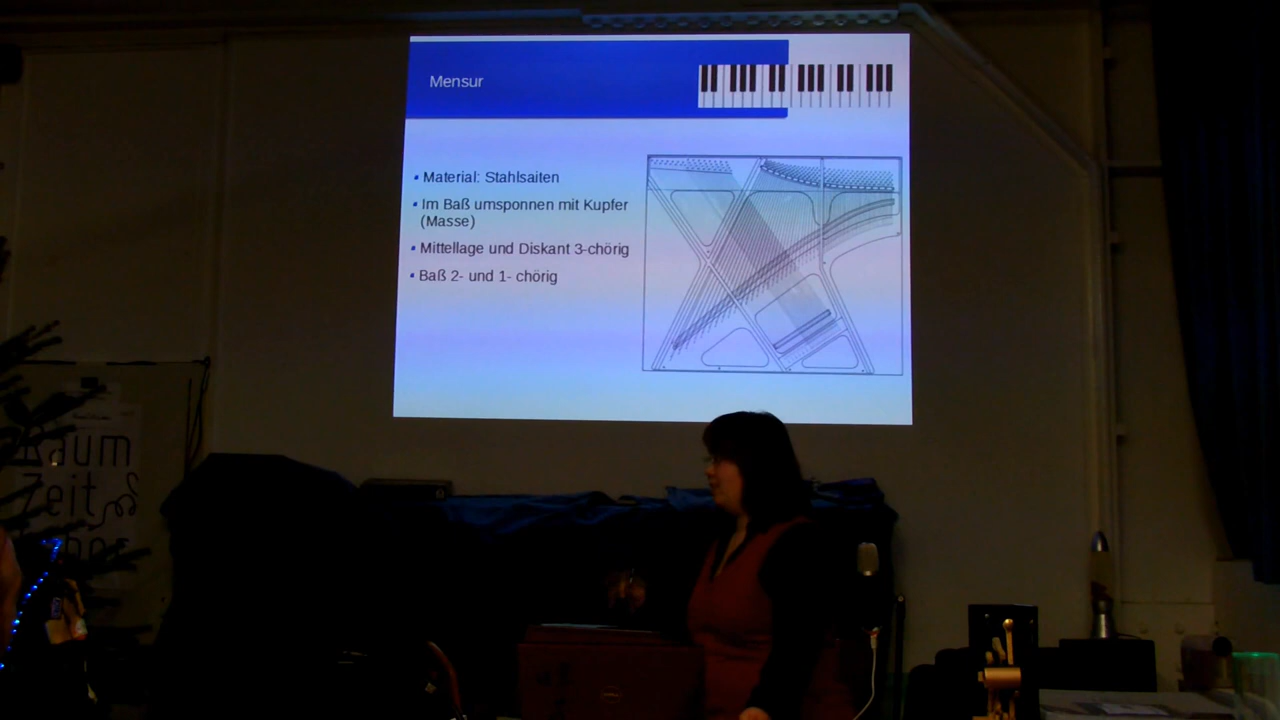 Mensur
Material: Stahlsaiten
Im Baß umsponnen mit Kupfer
(Masse)
Mittellage und Diskant 3-chörig
Baß 2- und 1- chörig
Raum
Zeit